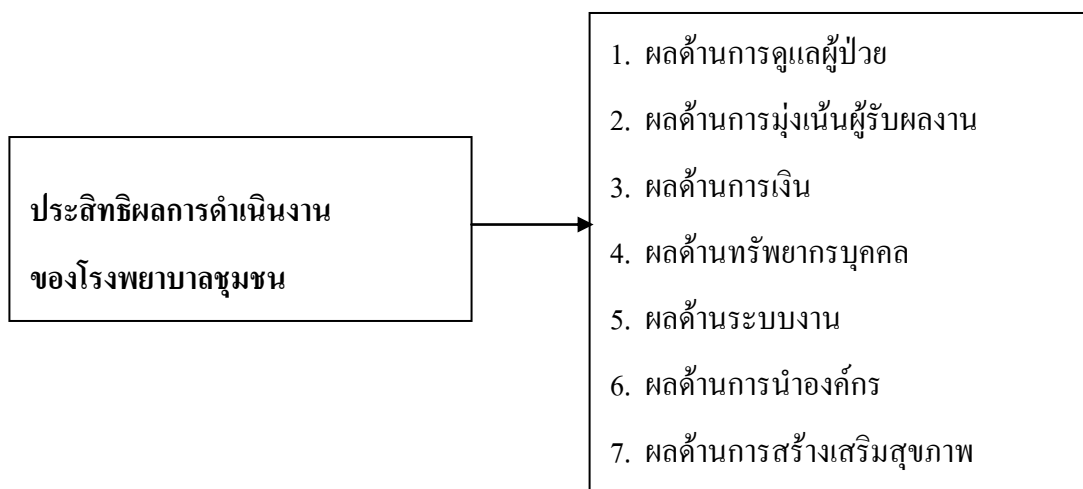 ประสิทธิผลการดำเนินงาน
ของโรงพยาบาลชุมชน
1. ผลด้านการดูแลผู้ป่วย
2. ผลด้านการมุ่งเน้นผู้รับผลงาน
3. ผลด้านการเงิน
4. ผลด้านทรัพยากรบุคคล
5. ผลด้านระบบงาน
6. ผลด้านการนำองค์กร
7. ผลด้านการสร้างเสริมสุขภาพ